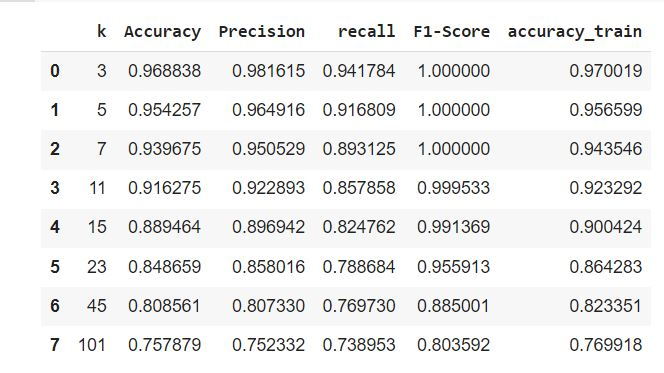 k Accuracy Precision recall F1-Score accuracy_train
0 3 0.968838 0.981615 0.941784 1.000000 0.970019
1 5 0.954257 0.964916 0.916809 1.000000 0.956599
2 7 0.939675 0.950529 0.893125 1.000000 0.943546
3 11 0.916275 0.922893 0.857858 0.999533 0.923292
4 15 0.889464 0.896942 0.824762 0.991369 0.900424
5 23 0.848659 0.858016 0.788684 0.955913 0.864283
6 45 0.808561 0.807330 0.769730 0.885001 0.823351
7 101 0.757879 0.752332 0.738953 0.803592 0.769918